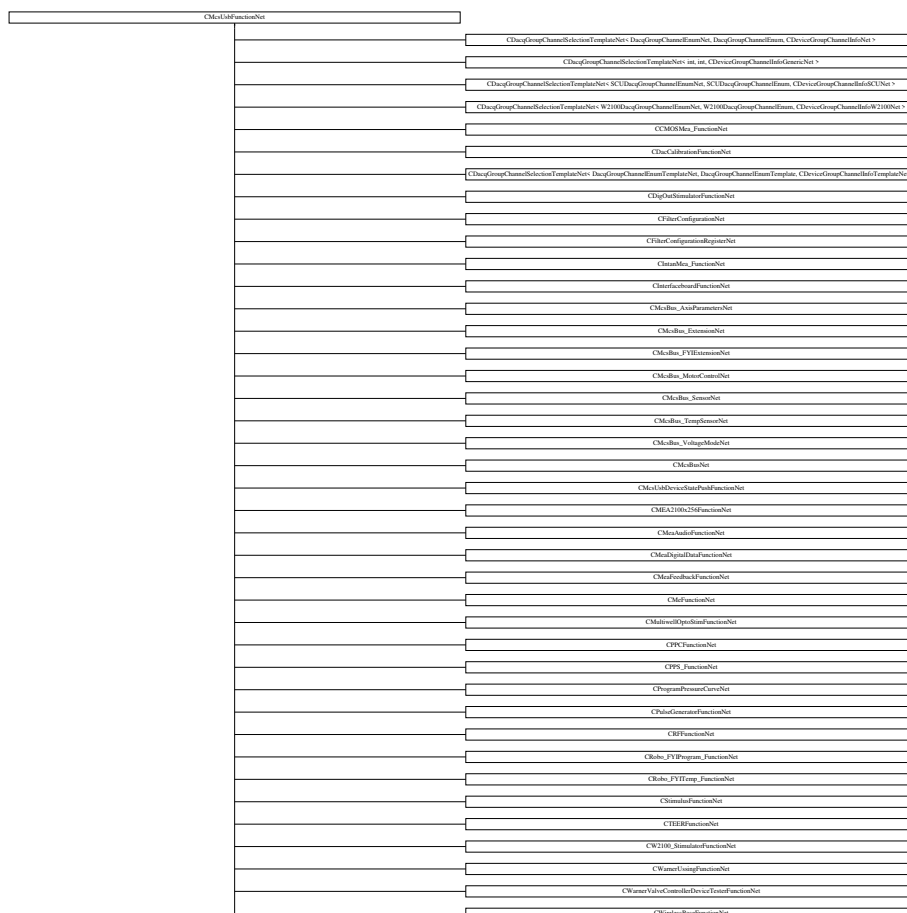 CMcsUsbFunctionNet
CDacqGroupChannelSelectionTemplateNet< DacqGroupChannelEnumNet, DacqGroupChannelEnum, CDeviceGroupChannelInfoNet >
CDacqGroupChannelSelectionTemplateNet< int, int, CDeviceGroupChannelInfoGenericNet >
CDacqGroupChannelSelectionTemplateNet< SCUDacqGroupChannelEnumNet, SCUDacqGroupChannelEnum, CDeviceGroupChannelInfoSCUNet >
CDacqGroupChannelSelectionTemplateNet< W2100DacqGroupChannelEnumNet, W2100DacqGroupChannelEnum, CDeviceGroupChannelInfoW2100Net >
CCMOSMea_FunctionNet
CDacCalibrationFunctionNet
CDacqGroupChannelSelectionTemplateNet< DacqGroupChannelEnumTemplateNet, DacqGroupChannelEnumTemplate, CDeviceGroupChannelInfoTemplateNet
CDigOutStimulatorFunctionNet
CFilterConfigurationNet
CFilterConfigurationRegisterNet
CIntanMea_FunctionNet
CInterfaceboardFunctionNet
CMcsBus_AxisParametersNet
CMcsBus_ExtensionNet
CMcsBus_FYIExtensionNet
CMcsBus_MotorControlNet
CMcsBus_SensorNet
CMcsBus_TempSensorNet
CMcsBus_VoltageModeNet
CMcsBusNet
CMcsUsbDeviceStatePushFunctionNet
CMEA2100x256FunctionNet
CMeaAudioFunctionNet
CMeaDigitalDataFunctionNet
CMeaFeedbackFunctionNet
CMeFunctionNet
CMultiwellOptoStimFunctionNet
CPPCFunctionNet
CPPS_FunctionNet
CProgramPressureCurveNet
CPulseGeneratorFunctionNet
CRFFunctionNet
CRobo_FYIProgram_FunctionNet
CRobo_FYITemp_FunctionNet
CStimulusFunctionNet
CTEERFunctionNet
CW2100_StimulatorFunctionNet
CWarnerUssingFunctionNet
CWarnerValveControllerDeviceTesterFunctionNet